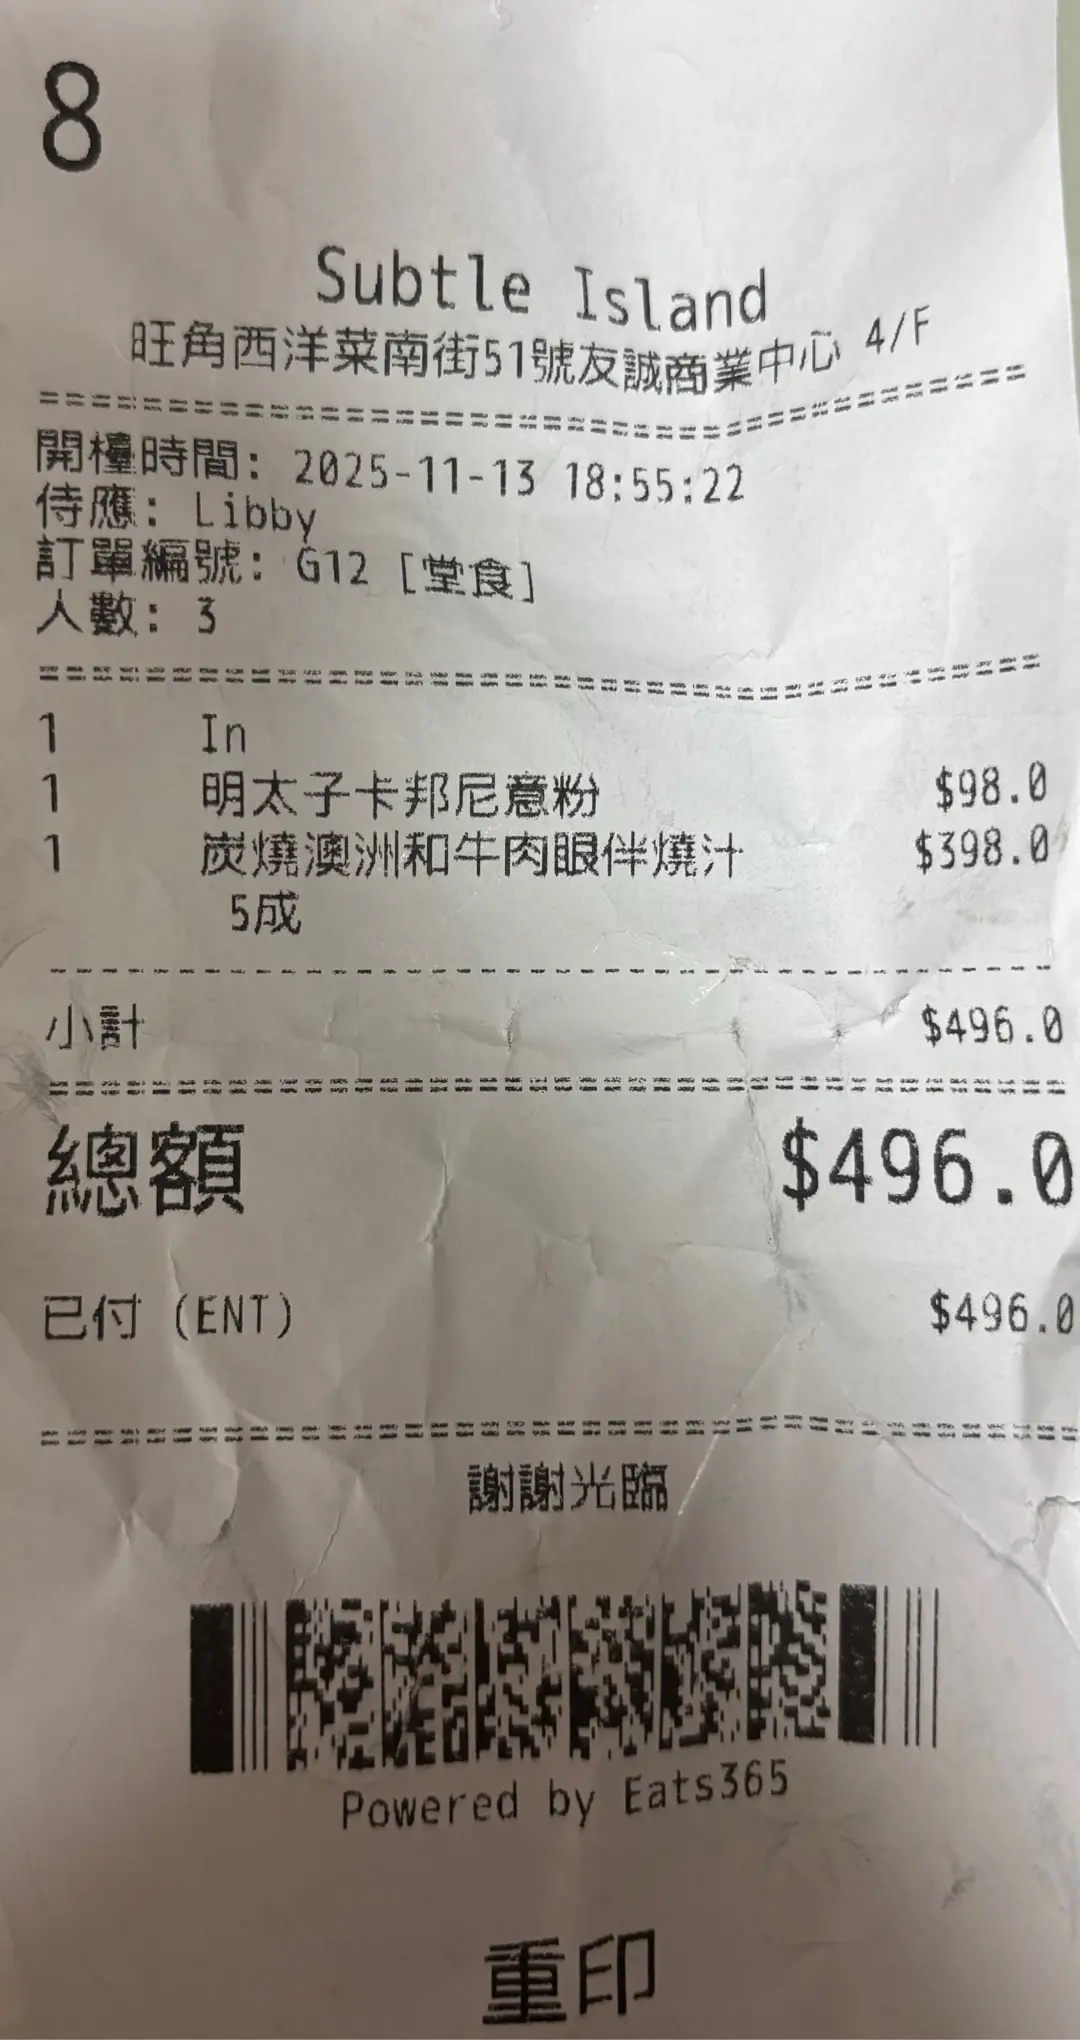 8
Subtle Island
旺角西洋菜南街51號友誠商業中心 4/F
開檯時間: 2025-11-13 18:55:22
侍應: Libby
訂單編號: G12 [堂食]
人數: 3
1 In
1 明太子卡邦尼意粉 $98.0
1 炭燒澳洲和牛肉眼伴燒汁 $398.0
5成
小計 $496.0
總額 $496.0
已付 (ENT) $496.0
謝謝光臨
Powered by Eats365
重印